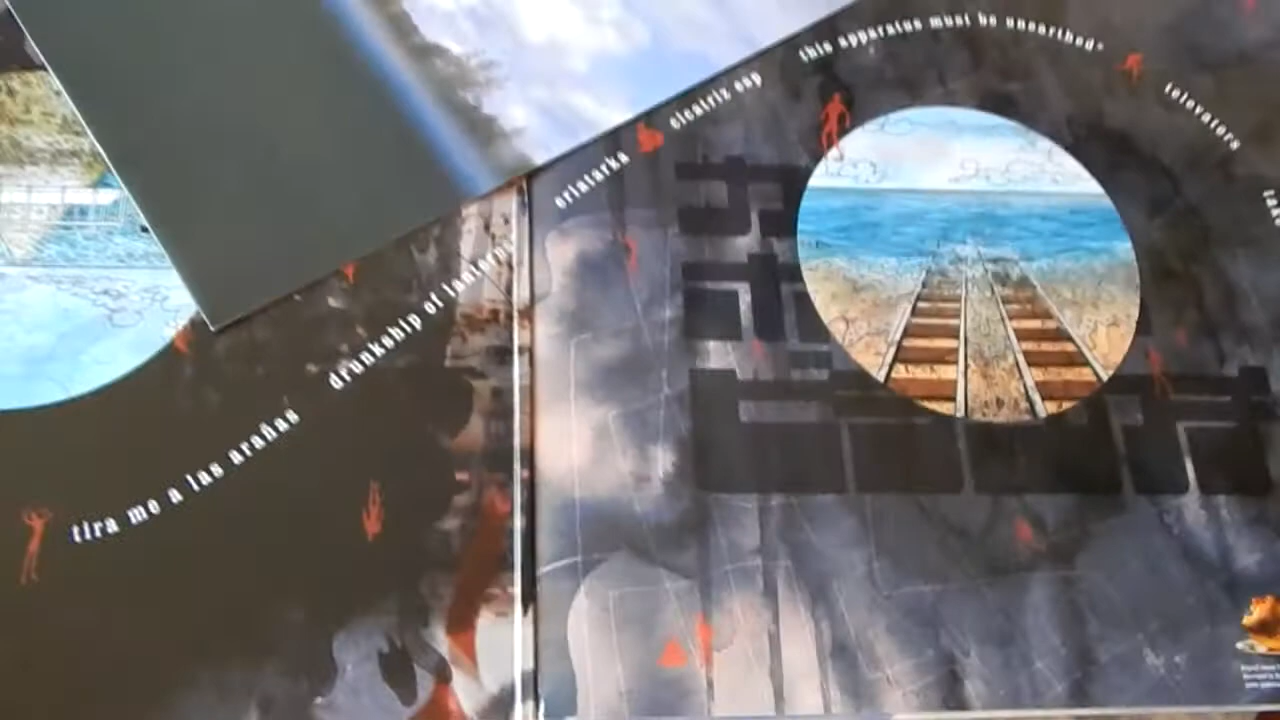 tira me a las arañas
drunkship of lanterns
eriatarka
cicatriz esp
this apparatus must be unearthed*
televators